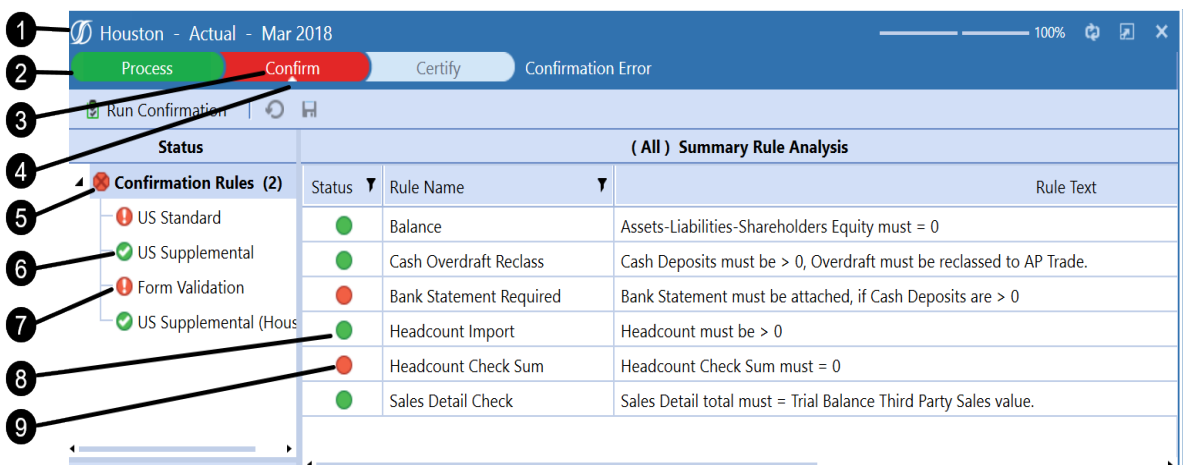 1
Houston - Actual - Mar 2018
100%
2
Process Confirm Certify Confirmation Error
3
Run Confirmation
Status
( All ) Summary Rule Analysis
4
Confirmation Rules (2)
Status Rule Name Rule Text
5
US Standard
Balance Assets-Liabilities-Shareholders Equity must = 0
6
US Supplemental
Cash Overdraft Reclass Cash Deposits must be > 0, Overdraft must be reclassed to AP Trade.
7
Form Validation
Bank Statement Required Bank Statement must be attached, if Cash Deposits are > 0
US Supplemental (Hous
Headcount Import Headcount must be > 0
8
Headcount Check Sum Headcount Check Sum must = 0
9
Sales Detail Check Sales Detail total must = Trial Balance Third Party Sales value.